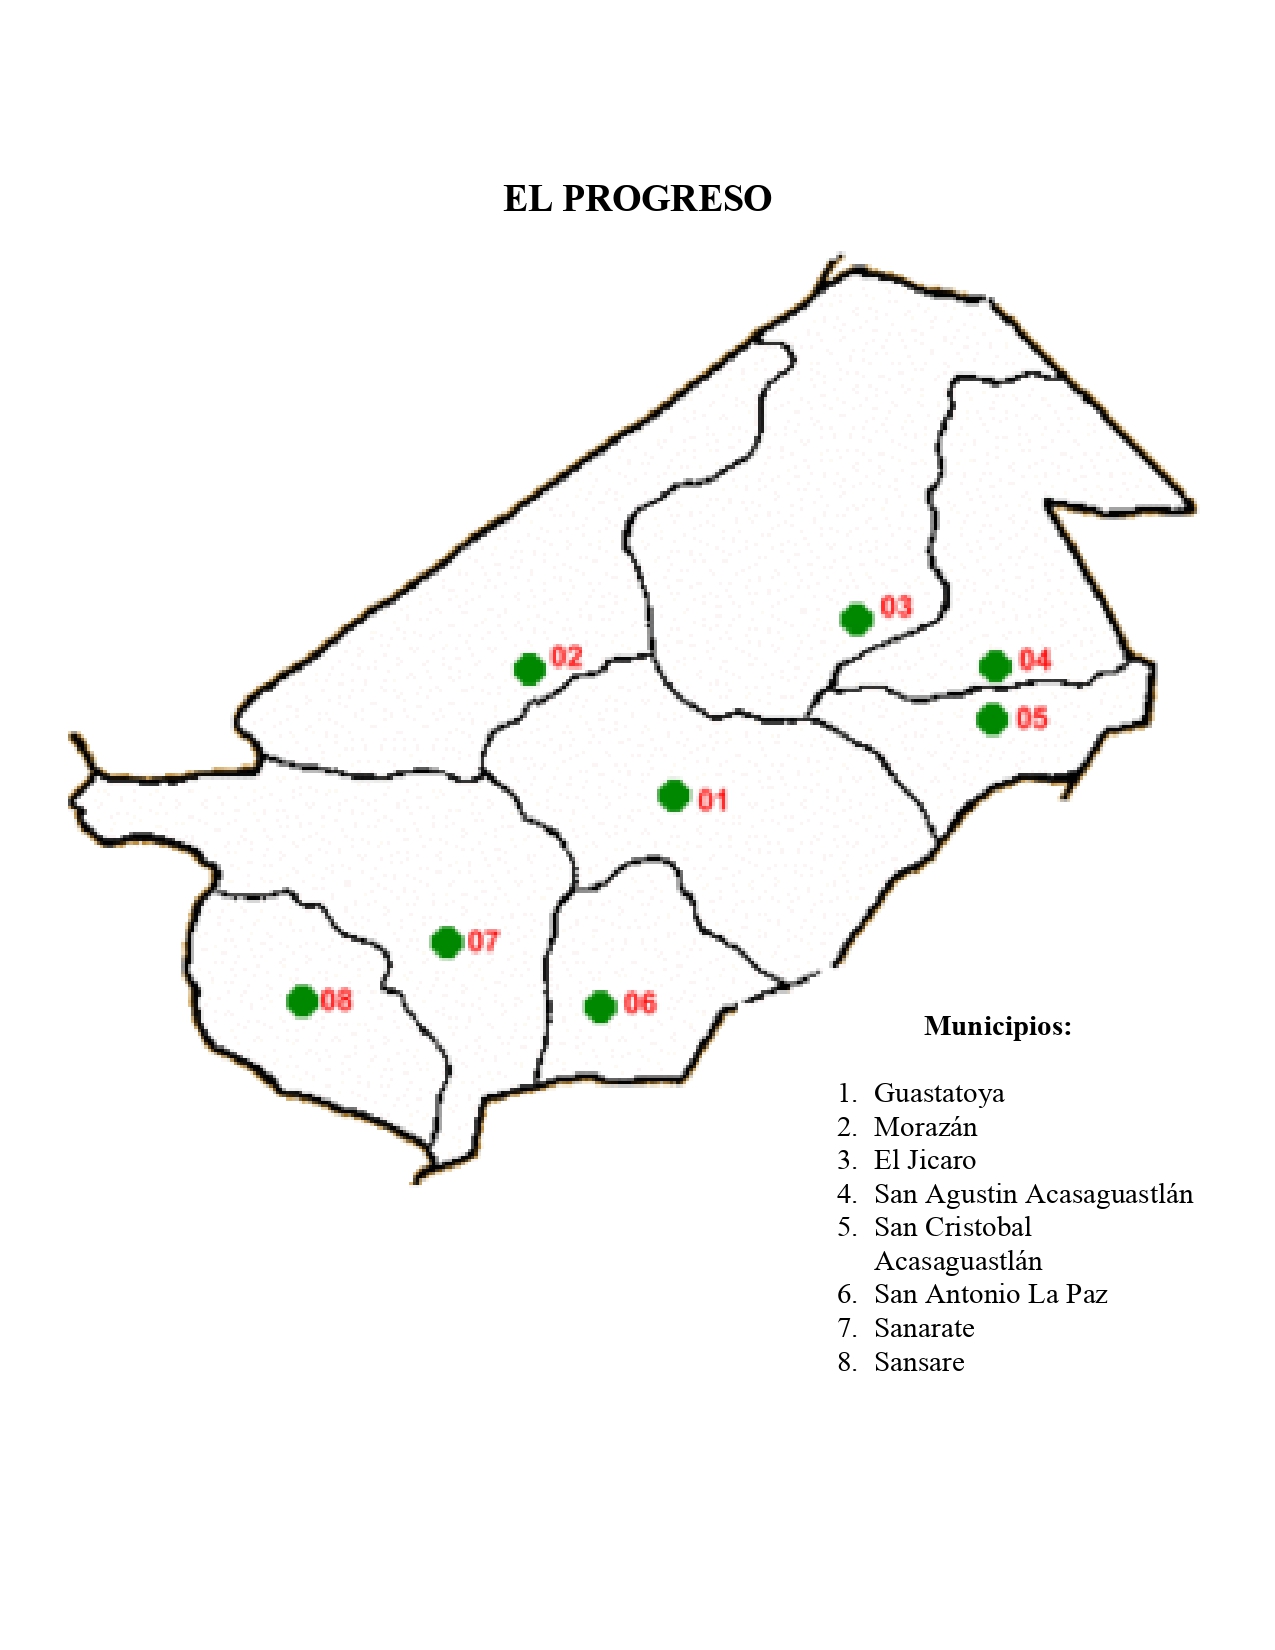 EL PROGRESO
03
02
04
05
01
07
08
06
Municipios:
1. Guastatoya
2. Morazán
3. El Jicaro
4. San Agustin Acasaguastlán
5. San Cristobal
Acasaguastlán
6. San Antonio La Paz
7. Sanarate
8. Sansare